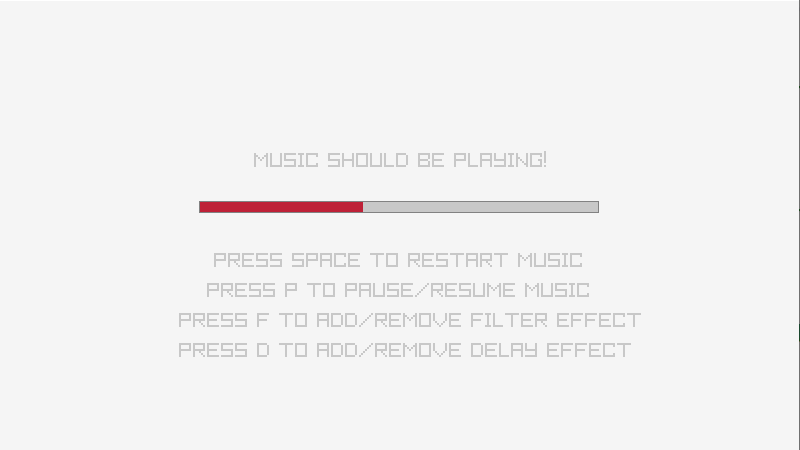 MUSIC SHOULD BE PLAYING!
PRESS SPACE TO RESTART MUSIC
PRESS P TO PAUSE/RESUME MUSIC
PRESS F TO ADD/REMOVE FILTER EFFECT
PRESS D TO ADD/REMOVE DELAY EFFECT